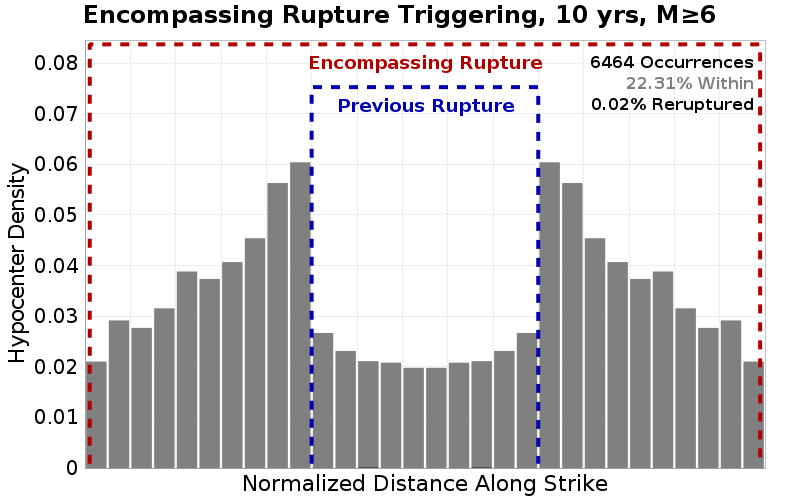 Encompassing Rupture Triggering, 10 yrs, M≥6
Encompassing Rupture
Previous Rupture
6464 Occurrences
22.31% Within
0.02% Reruptured
Hypocenter Density
0.08
0.07
0.06
0.05
0.04
0.03
0.02
0.01
0
Normalized Distance Along Strike